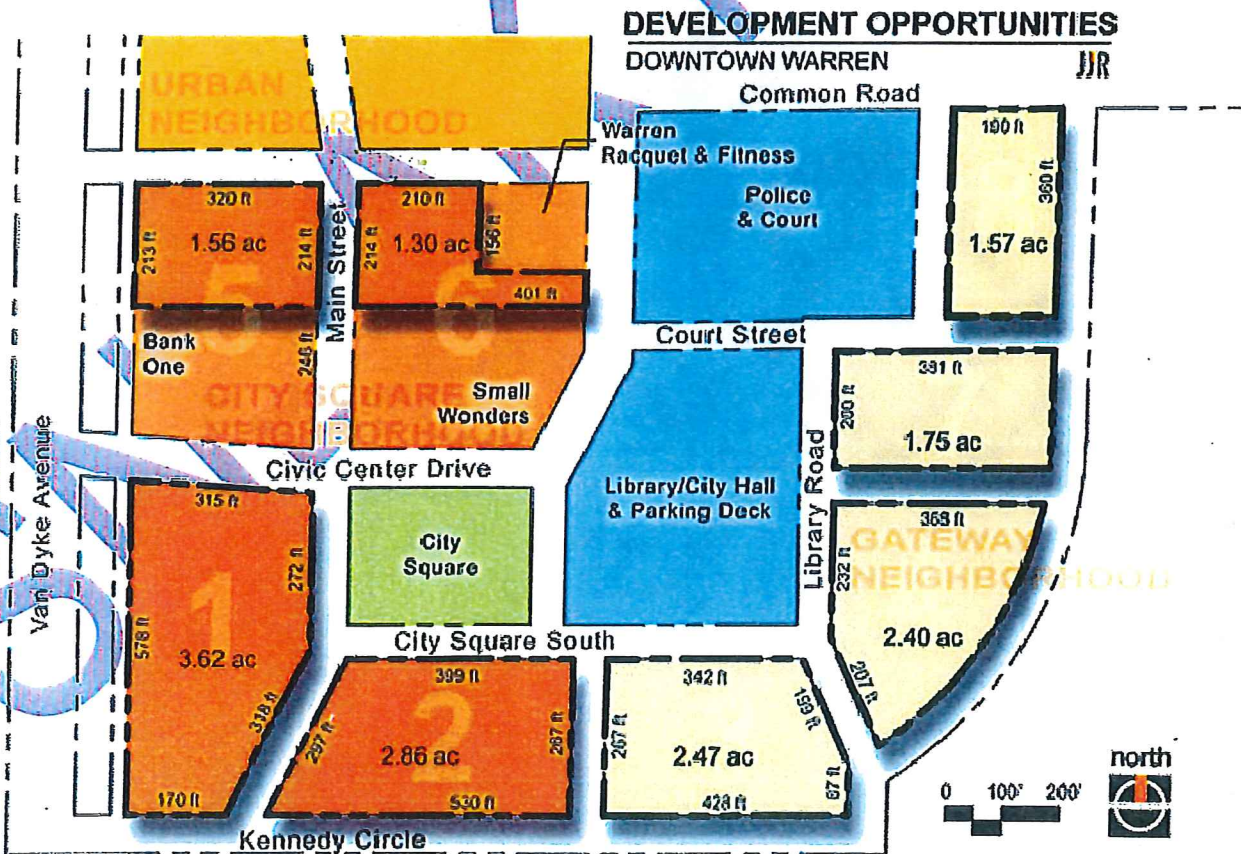 DEVELOPMENT OPPORTUNITIES
DOWNTOWN WARREN
JJR
Common Road
URBAN
NEIGHBORHOOD
Warren
Racquet & Fitness
Police
& Court
190 ft
360 ft
1.57 ac
320 ft
213 ft
1.56 ac
214 ft
5
Main Street
210 ft
214 ft
1.30 ac
156 ft
401 ft
6
Court Street
Bank
One
246 ft
CITY SQUARE
NEIGHBORHOOD
Small
Wonders
381 ft
200 ft
1.75 ac
Van Dyke Avenue
Civic Center Drive
Library/City Hall
& Parking Deck
Library Road
315 ft
272 ft
1
578 ft
3.62 ac
318 ft
170 ft
City
Square
368 ft
GATEWAY
NEIGHBORHOOD
232 ft
2.40 ac
207 ft
City Square South
399 ft
2
297 ft
2.86 ac
267 ft
530 ft
342 ft
199 ft
267 ft
2.47 ac
67 ft
428 ft
Kennedy Circle
0 100' 200'
north